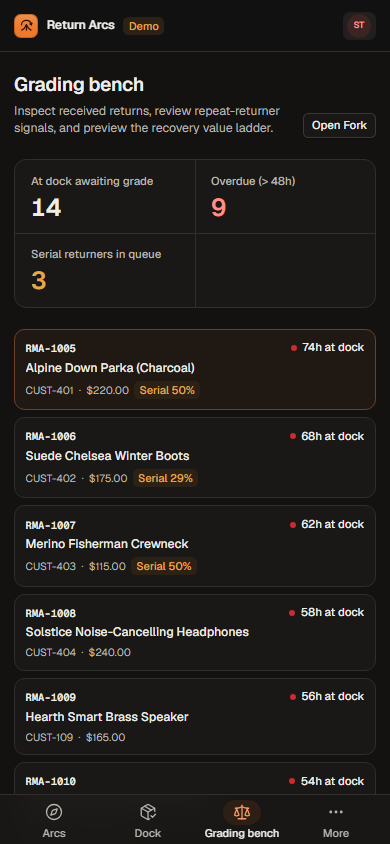 Return Arcs Demo ST
Grading bench
Inspect received returns, review repeat-returner
signals, and preview the recovery value ladder.
Open Fork
At dock awaiting grade
14
Overdue (> 48h)
9
Serial returners in queue
3
RMA-1005 74h at dock
Alpine Down Parka (Charcoal)
CUST-401 · $220.00 Serial 50%
RMA-1006 68h at dock
Suede Chelsea Winter Boots
CUST-402 · $175.00 Serial 29%
RMA-1007 62h at dock
Merino Fisherman Crewneck
CUST-403 · $115.00 Serial 50%
RMA-1008 58h at dock
Solstice Noise-Cancelling Headphones
CUST-404 · $240.00
RMA-1009 56h at dock
Hearth Smart Brass Speaker
CUST-109 · $165.00
RMA-1010 54h at dock
Arcs Dock Grading bench More